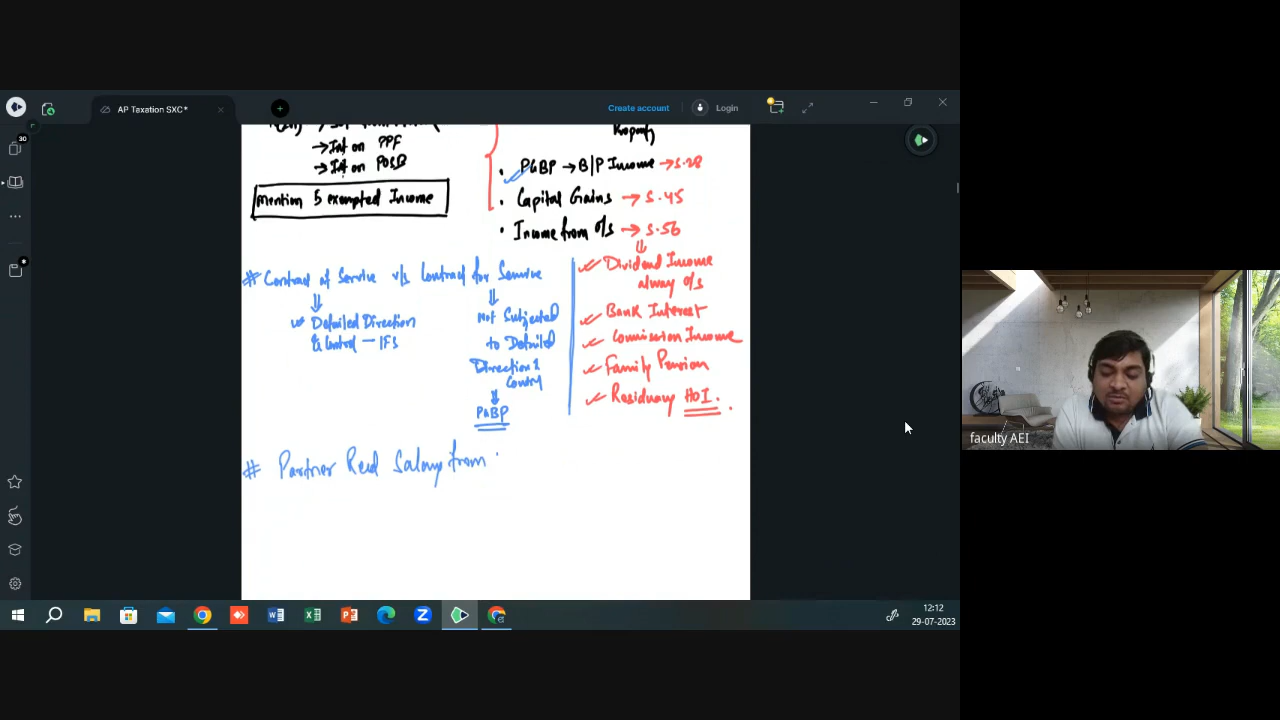 AP Taxation SXC*
Create account
Login
30
→ Int on PPF
→ Int on POSB
Mention 5 exempted Income
Property
• PGBP → B/P Income → S.28
• Capital Gains → S.45
• Income from o/s → S.56
# Contract of Service v/s Contract for Service
Detailed Direction
& Control – IFS
Not Subjected
to Detailed
Direction &
Control
PGBP
Dividend Income
alway o/s
Bank Interest
Commission Income
Family Pension
Residuary HOI.
# Partner Recd Salary from
faculty AEI
12:12
29-07-2023